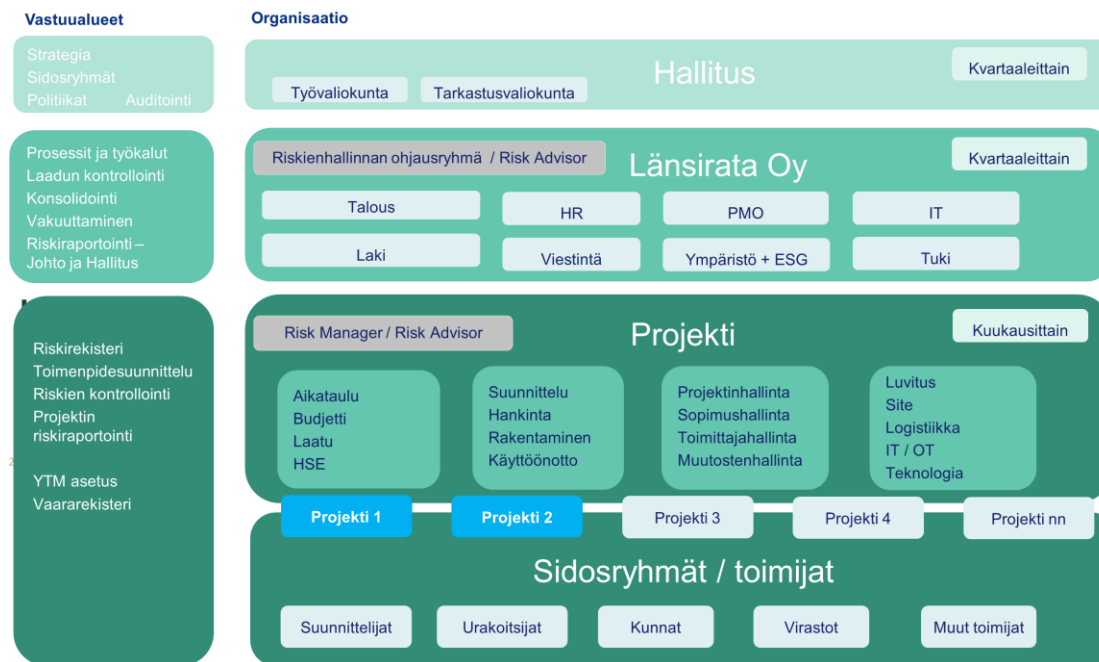 Vastuualueet
Organisaatio
Strategia
Sidosryhmät
Politiikat Auditointi
Hallitus
Kvartaaleittain
Työvaliokunta
Tarkastusvaliokunta
Prosessit ja työkalut
Laadun kontrollointi
Konsolidointi
Vakuuttaminen
Riskiraportointi –
Johto ja Hallitus
Riskienhallinnan ohjausryhmä / Risk Advisor
Länsirata Oy
Kvartaaleittain
Talous
HR
PMO
IT
Laki
Viestintä
Ympäristö + ESG
Tuki
Riskirekisteri
Toimenpidesuunnittelu
Riskien kontrollointi
Projektin
riskiraportointi
YTM asetus
Vaararekisteri
2
Risk Manager / Risk Advisor
Projekti
Kuukausittain
Aikataulu
Budjetti
Laatu
HSE
Suunnittelu
Hankinta
Rakentaminen
Käyttöönotto
Projektinhallinta
Sopimushallinta
Toimittajahallinta
Muutostenhallinta
Luvitus
Site
Logistiikka
IT / OT
Teknologia
Projekti 1
Projekti 2
Projekti 3
Projekti 4
Projekti nn
Sidosryhmät / toimijat
Suunnittelijat
Urakoitsijat
Kunnat
Virastot
Muut toimijat